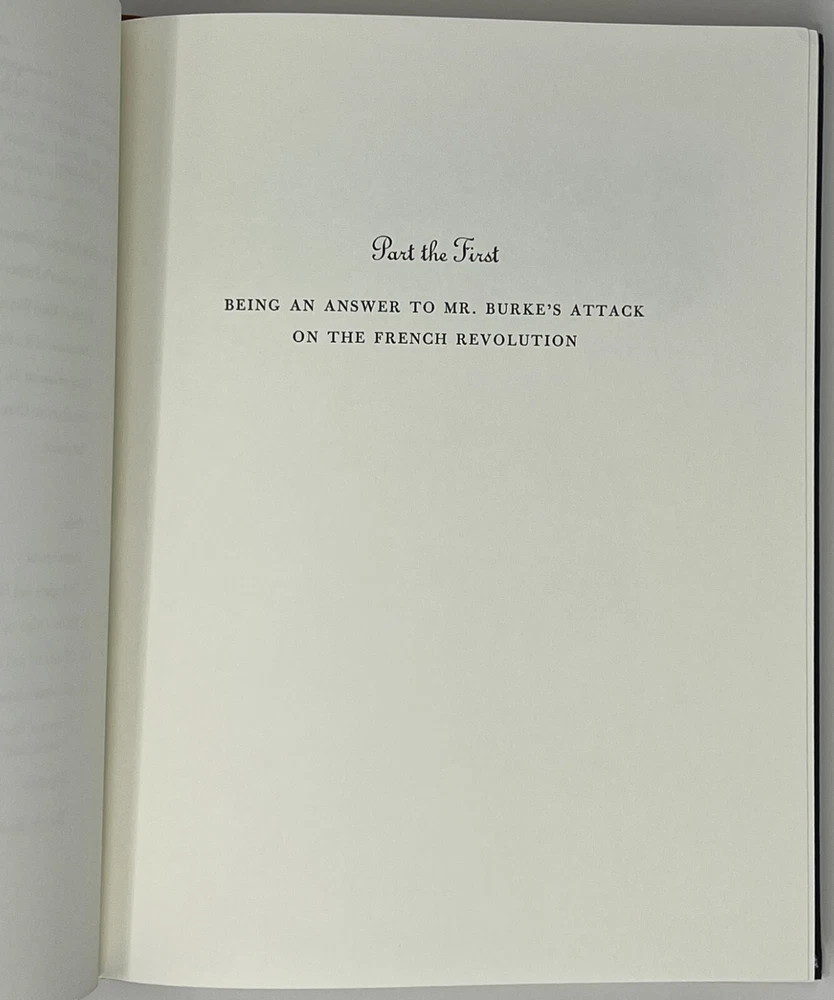 Part the First
BEING AN ANSWER TO MR. BURKE'S ATTACK
ON THE FRENCH REVOLUTION